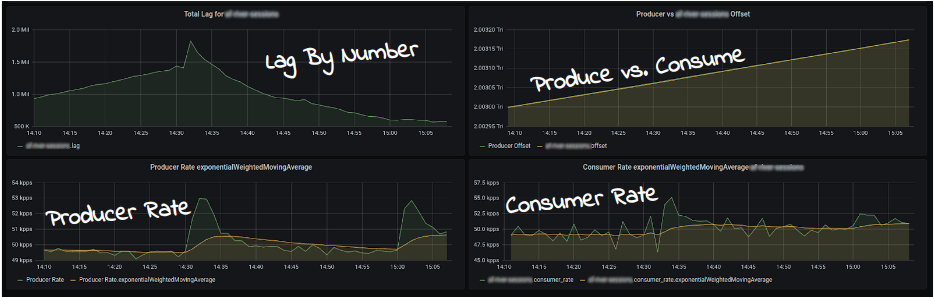 Total Lag for
2.0 Mil
1.5 Mil
1.0 Mil
500 K
Lag By Number
14:10 14:15 14:20 14:25 14:30 14:35 14:40 14:45 14:50 14:55 15:00 15:05
lag
Producer vs Offset
2.00320 Tri
2.00315 Tri
2.00310 Tri
2.00305 Tri
2.00300 Tri
2.00295 Tri
Produce vs. Consume
14:10 14:15 14:20 14:25 14:30 14:35 14:40 14:45 14:50 14:55 15:00 15:05
Producer Offset offset
Producer Rate exponentialWeightedMovingAverage
54 kpps
53 kpps
52 kpps
51 kpps
50 kpps
49 kpps
Producer Rate
14:10 14:15 14:20 14:25 14:30 14:35 14:40 14:45 14:50 14:55 15:00 15:05
Producer Rate Producer Rate.exponentialWeightedMovingAverage
Consumer Rate exponentialWeightedMovingAverage
57.5 kpps
55.0 kpps
52.5 kpps
50.0 kpps
47.5 kpps
45.0 kpps
Consumer Rate
14:10 14:15 14:20 14:25 14:30 14:35 14:40 14:45 14:50 14:55 15:00 15:05
consumer_rate consumer_rate.exponentialWeightedMovingAverage